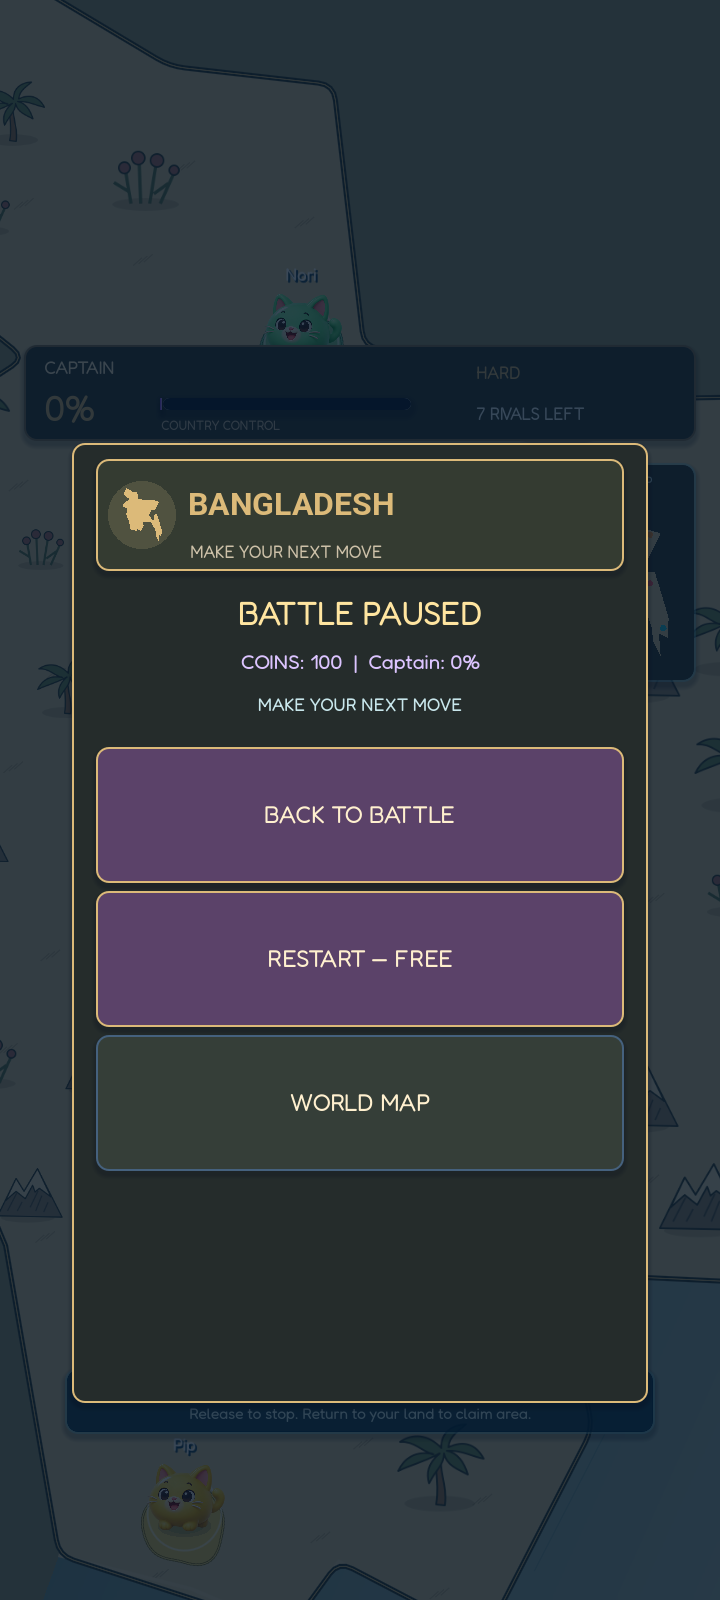 Nori
CAPTAIN
HARD
0%
COUNTRY CONTROL
7 RIVALS LEFT
BANGLADESH
MAKE YOUR NEXT MOVE
BATTLE PAUSED
COINS: 100 | Captain: 0%
MAKE YOUR NEXT MOVE
BACK TO BATTLE
RESTART – FREE
WORLD MAP
Release to stop. Return to your land to claim area.
Pip